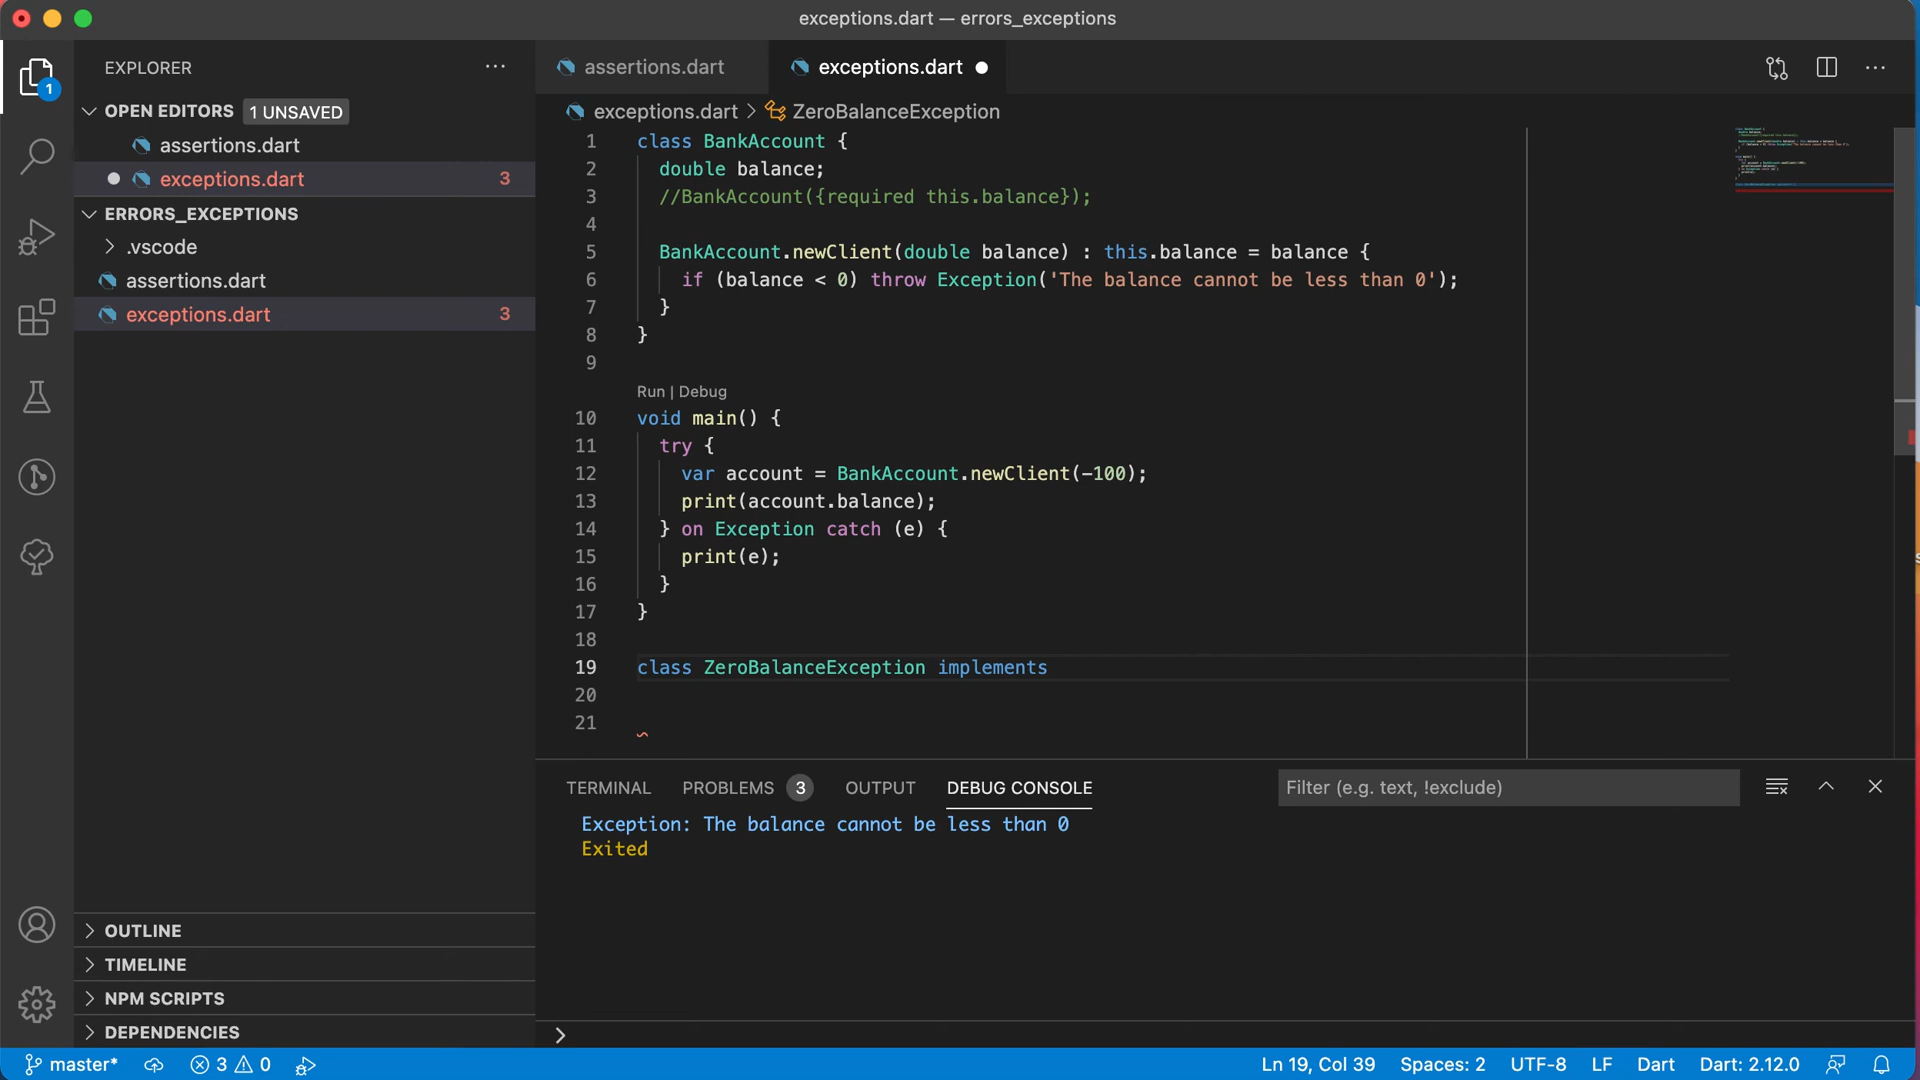 exceptions.dart — errors_exceptions
EXPLORER
OPEN EDITORS 1 UNSAVED
assertions.dart
exceptions.dart 3
ERRORS_EXCEPTIONS
.vscode
assertions.dart
exceptions.dart 3
OUTLINE
TIMELINE
NPM SCRIPTS
DEPENDENCIES
1
assertions.dart
exceptions.dart
exceptions.dart > ZeroBalanceException
1 class BankAccount {
2 double balance;
3 //BankAccount({required this.balance});
4
5 BankAccount.newClient(double balance) : this.balance = balance {
6 if (balance < 0) throw Exception('The balance cannot be less than 0');
7 }
8 }
9
Run | Debug
10 void main() {
11 try {
12 var account = BankAccount.newClient(-100);
13 print(account.balance);
14 } on Exception catch (e) {
15 print(e);
16 }
17 }
18
19 class ZeroBalanceException implements
20
21
TERMINAL PROBLEMS 3 OUTPUT DEBUG CONSOLE Filter (e.g. text, !exclude)
Exception: The balance cannot be less than 0
Exited
master* 3 0 Ln 19, Col 39 Spaces: 2 UTF-8 LF Dart Dart: 2.12.0